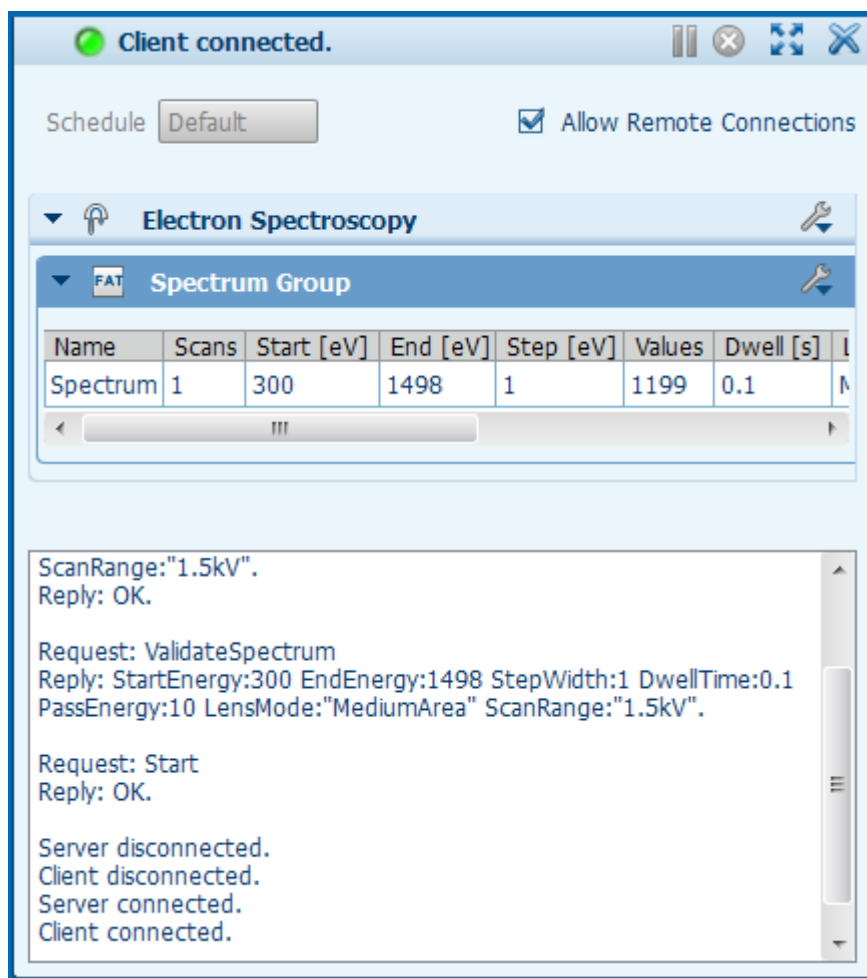 Client connected.
Schedule Default Allow Remote Connections
Electron Spectroscopy
FAT Spectrum Group
Name Scans Start [eV] End [eV] Step [eV] Values Dwell [s]
Spectrum 1 300 1498 1 1199 0.1
ScanRange:"1.5kV".
Reply: OK.
Request: ValidateSpectrum
Reply: StartEnergy:300 EndEnergy:1498 StepWidth:1 DwellTime:0.1
PassEnergy:10 LensMode:"MediumArea" ScanRange:"1.5kV".
Request: Start
Reply: OK.
Server disconnected.
Client disconnected.
Server connected.
Client connected.